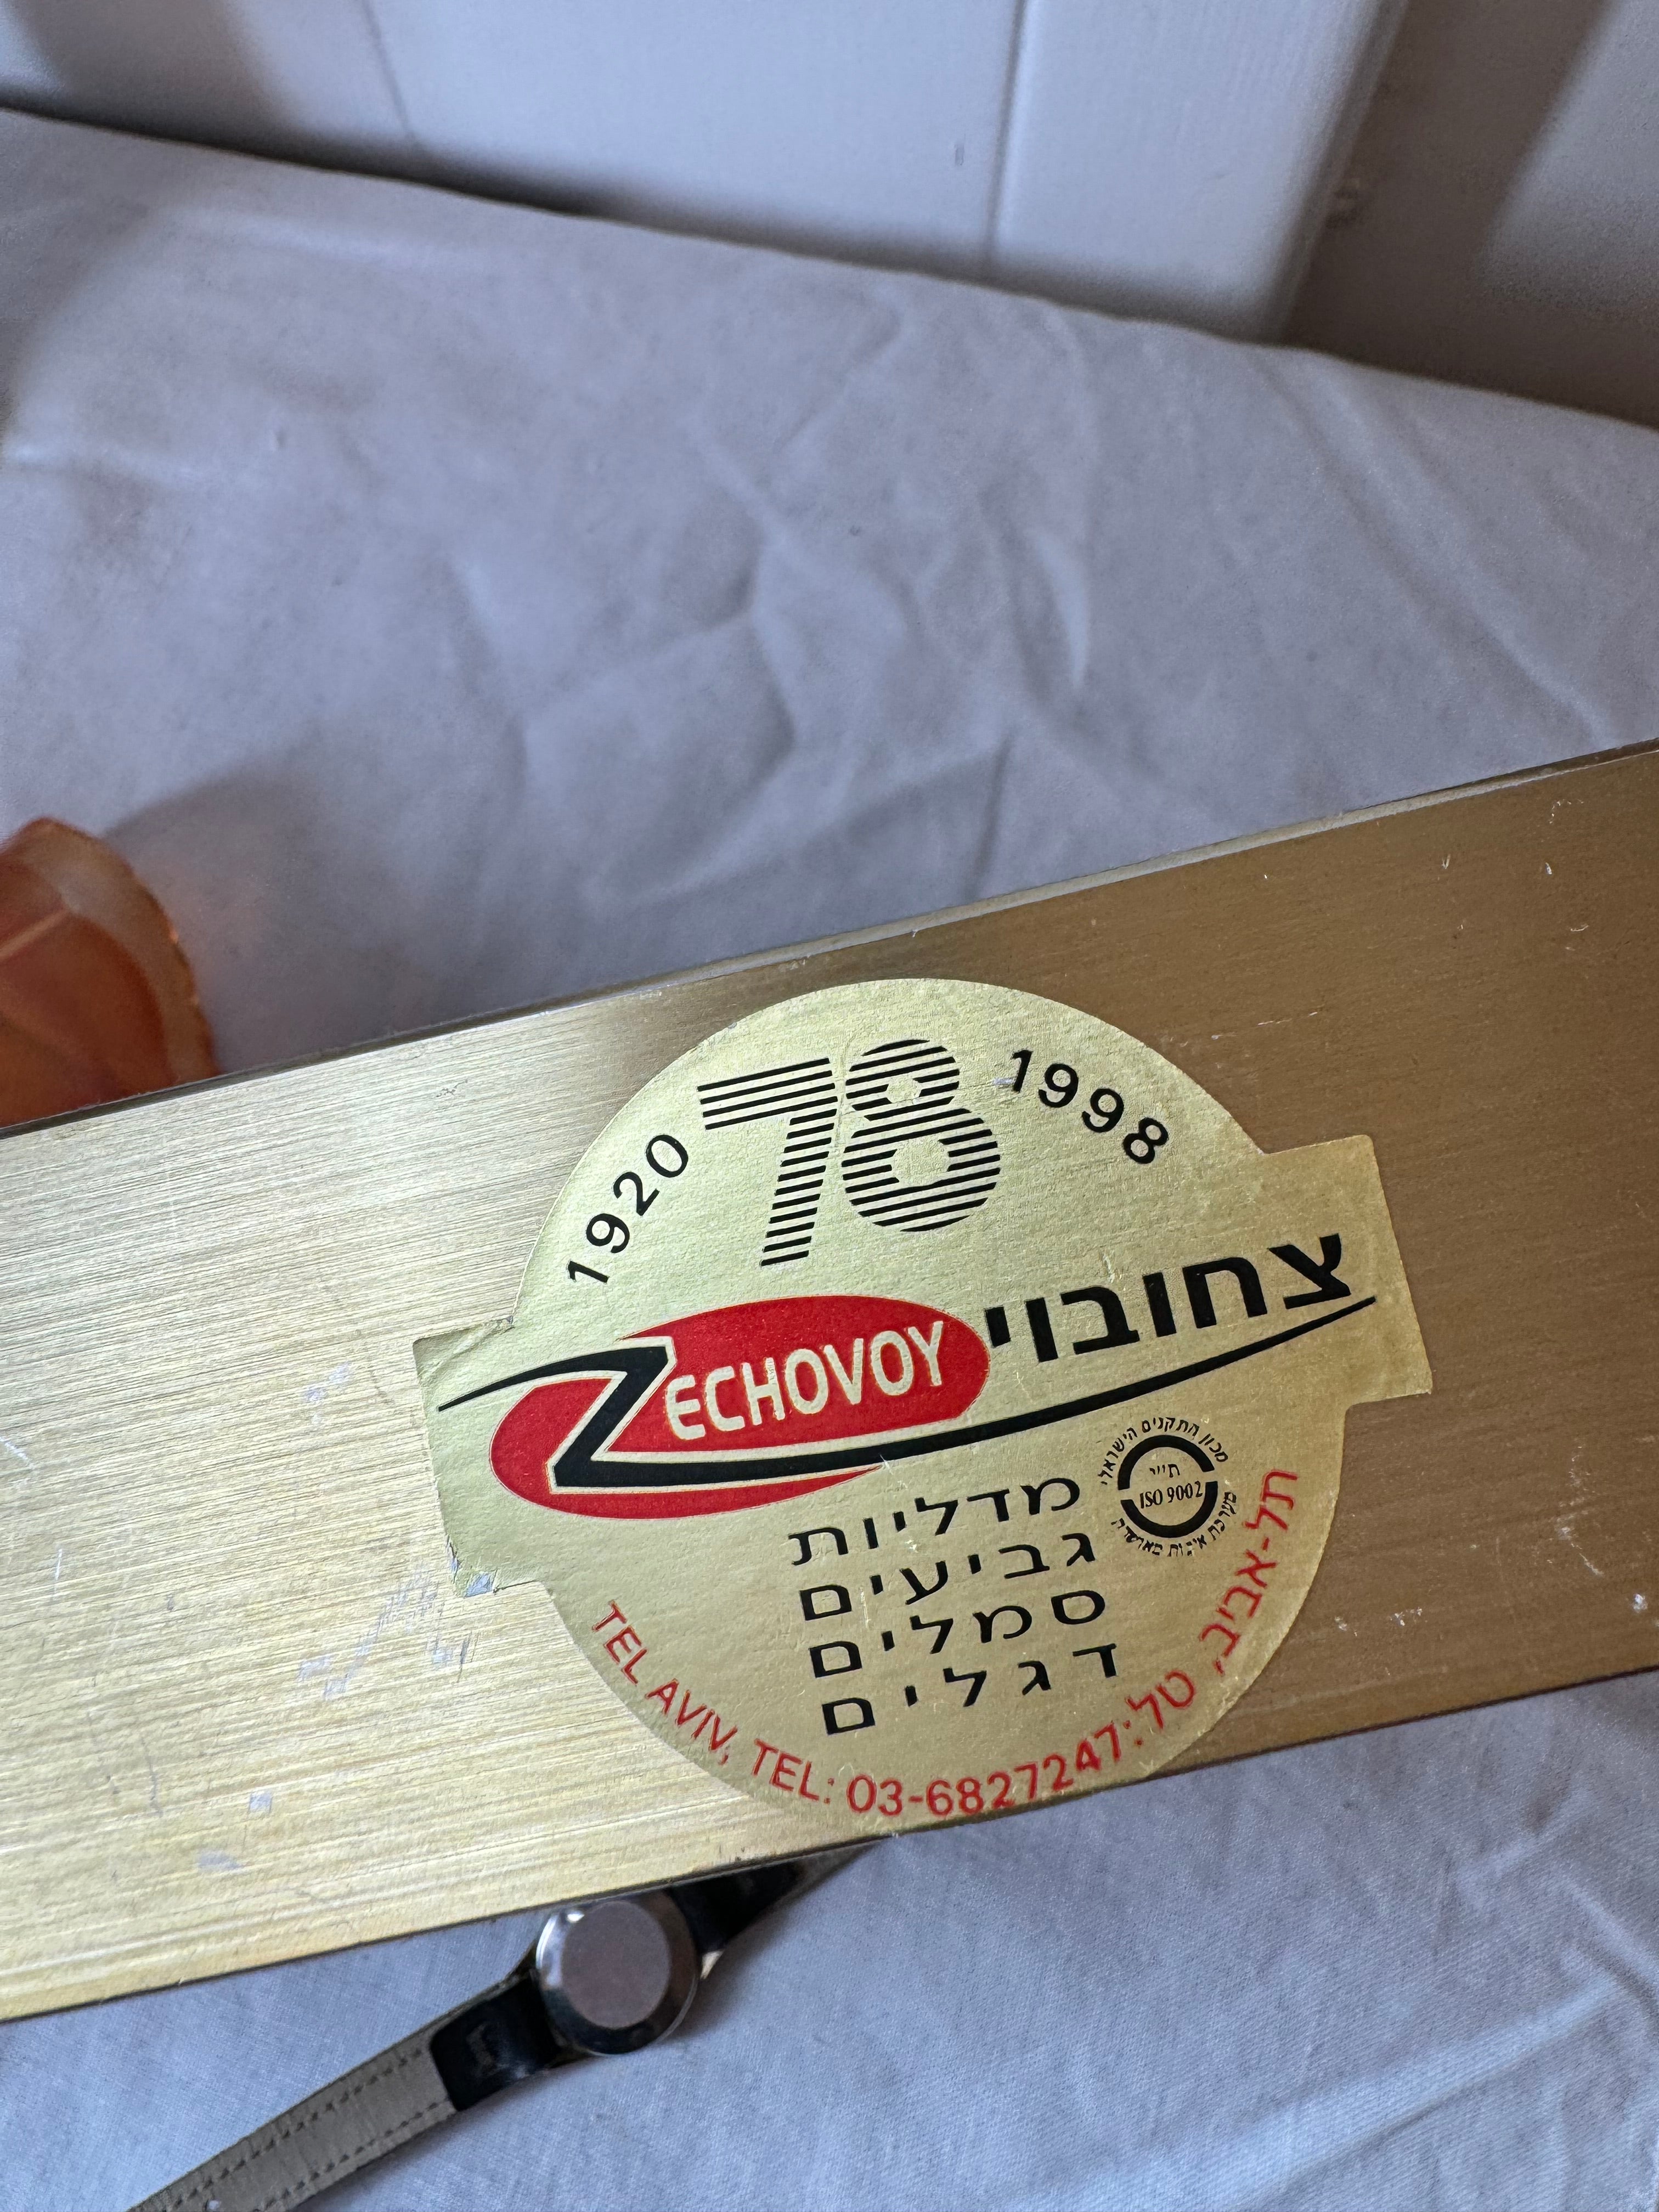 1920 78 1998
ZECHOVOY צחובוי
מכון התקנים הישראלי
ת״י
ISO 9002
מערכת איכות מאושרת
מדליות
גביעים
סמלים
דגלים
TEL AVIV, TEL: 03-6827247 :תל-אביב, טל